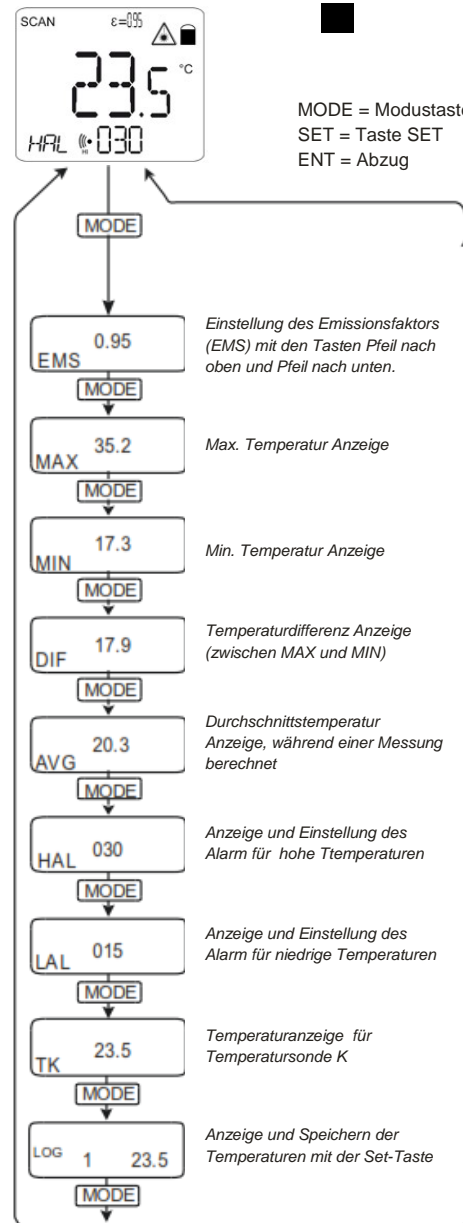 SCAN ε=0.95
23.5 °C
HAL HI 030
MODE = Modustaste
SET = Taste SET
ENT = Abzug
MODE
0.95
EMS
Einstellung des Emissionsfaktors
(EMS) mit den Tasten Pfeil nach
oben und Pfeil nach unten.
MODE
35.2
MAX
Max. Temperatur Anzeige
MODE
17.3
MIN
Min. Temperatur Anzeige
MODE
17.9
DIF
Temperaturdifferenz Anzeige
(zwischen MAX und MIN)
MODE
20.3
AVG
Durchschnittstemperatur
Anzeige, während einer Messung
berechnet
MODE
030
HAL
Anzeige und Einstellung des
Alarm für hohe Ttemperaturen
MODE
015
LAL
Anzeige und Einstellung des
Alarm für niedrige Temperaturen
MODE
23.5
TK
Temperaturanzeige für
Temperatursonde K
MODE
LOG 1 23.5
Anzeige und Speichern der
Temperaturen mit der Set-Taste
MODE